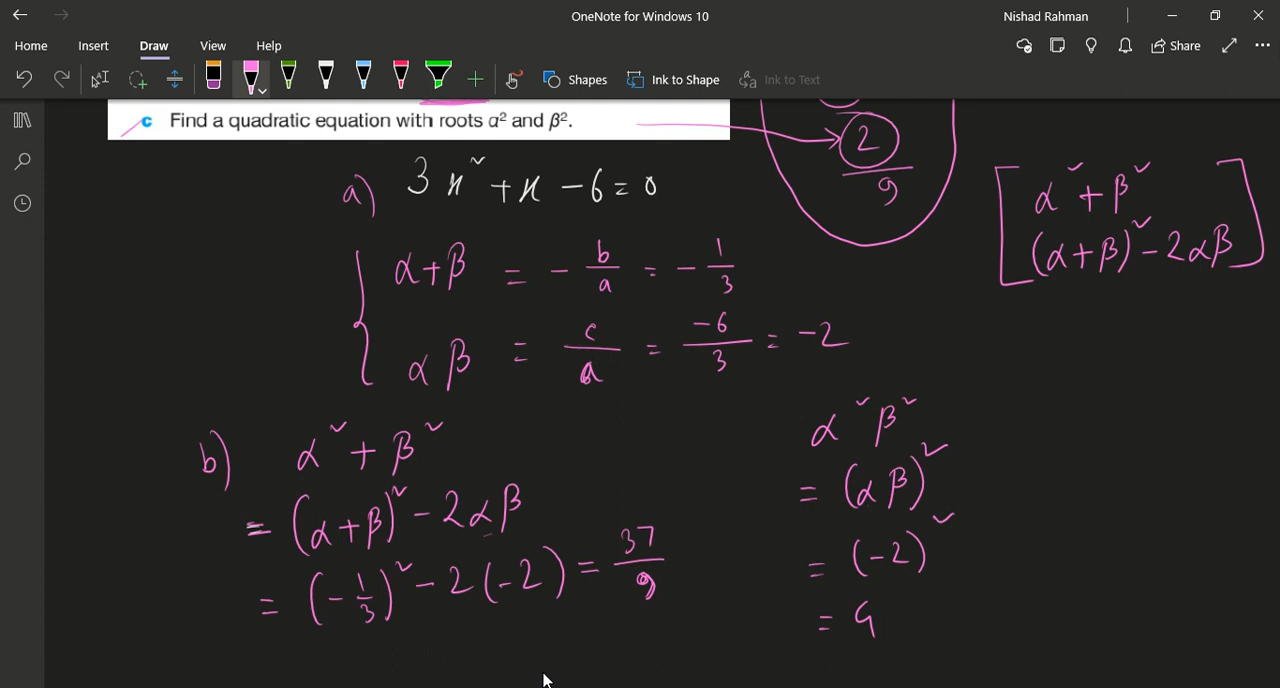 OneNote for Windows 10
Nishad Rahman
Home Insert Draw View Help
Share
Shapes
Ink to Shape
Ink to Text
c Find a quadratic equation with roots α² and β².
2/9
a) 3x² + x - 6 = 0
α² + β²
(α+β)² - 2αβ
α+β = - b/a = - 1/3
αβ = c/a = -6/3 = -2
b) α² + β²
= (α+β)² - 2αβ
= (-1/3)² - 2(-2) = 37/9
α²β²
= (αβ)²
= (-2)²
= 4